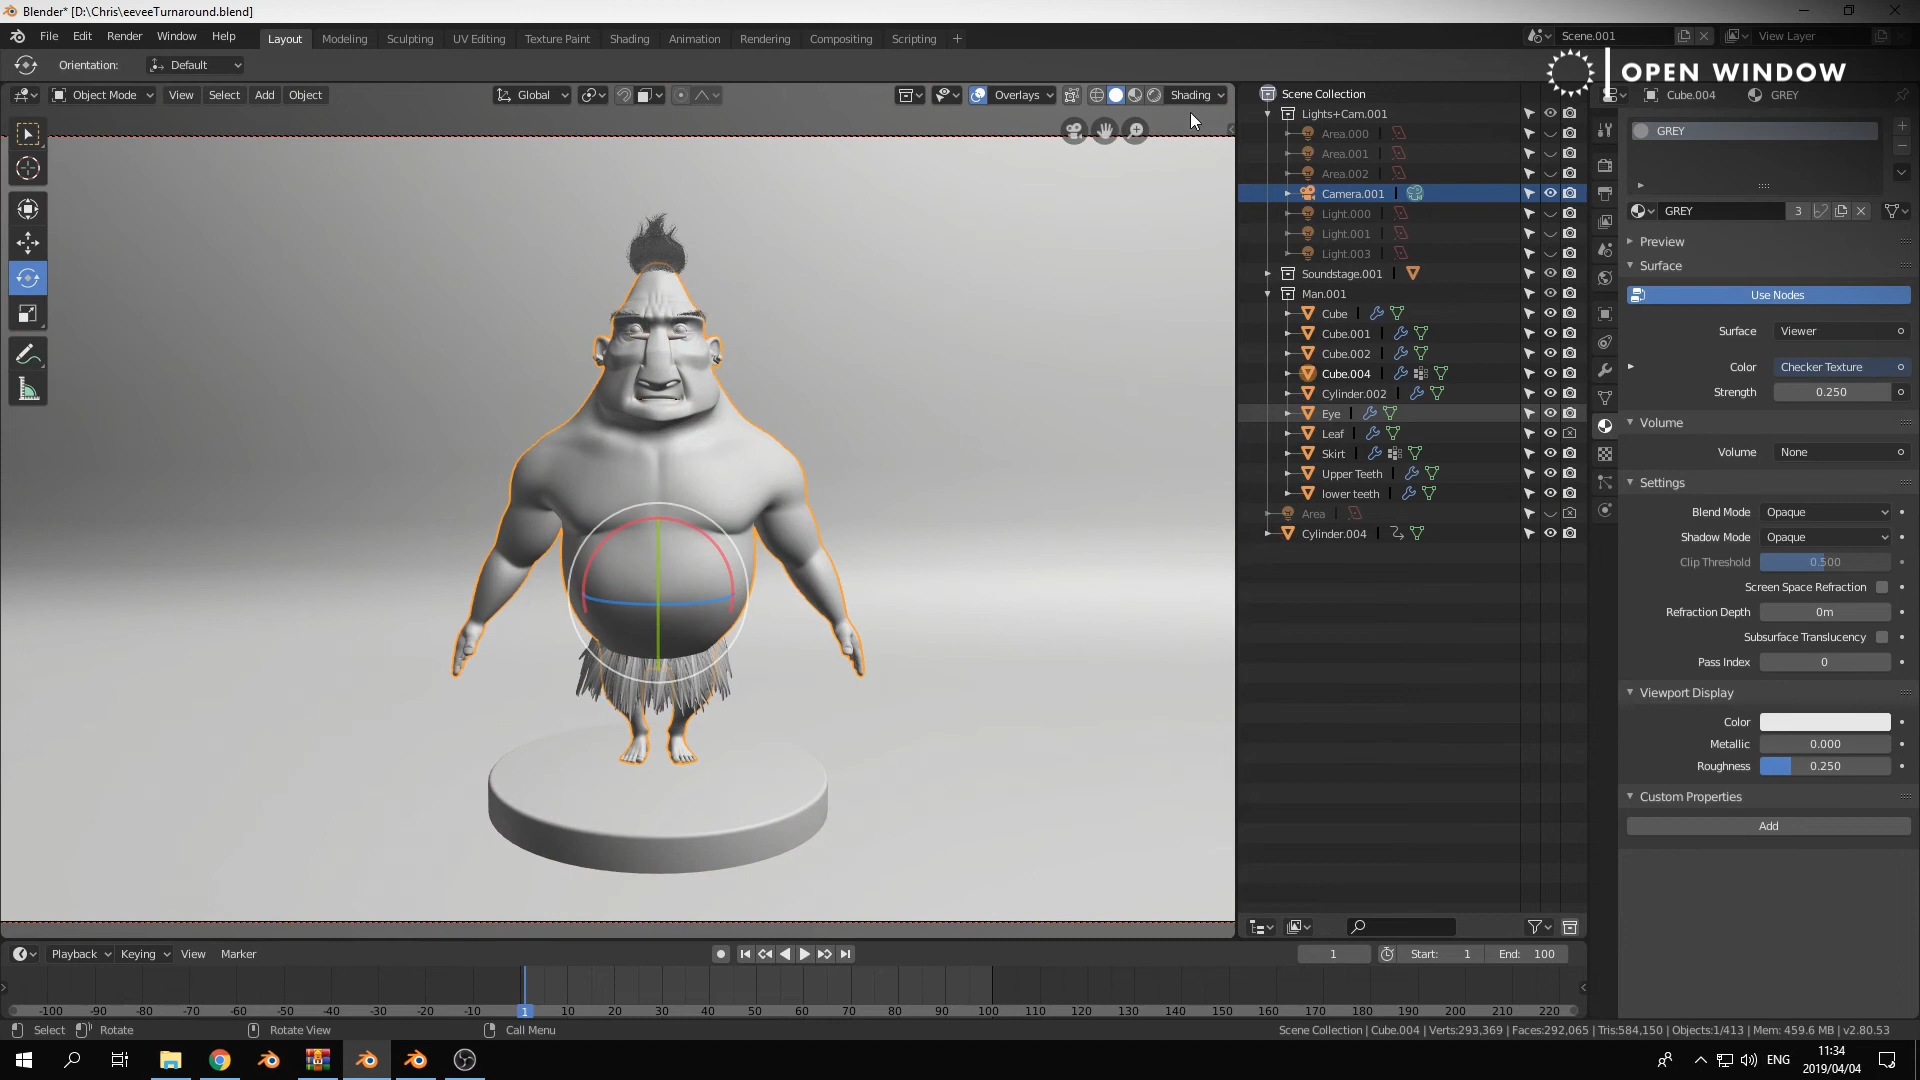 Blender* [D:\Chris\eeveeTurnaround.blend]
File Edit Render Window Help Layout Modeling Sculpting UV Editing Texture Paint Shading Animation Rendering Compositing Scripting + Scene.001 View Layer
Orientation: Default OPEN WINDOW
Object Mode View Select Add Object Global Overlays Shading Scene Collection Cube.004 GREY
Lights+Cam.001
Area.000 GREY
Area.001
Area.002
Camera.001
Light.000 GREY 3
Light.001
Preview
Light.003
Surface
Soundstage.001
Man.001 Use Nodes
Cube
Cube.001 Surface Viewer
Cube.002
Cube.004 Color Checker Texture
Cylinder.002 Strength 0.250
Eye
Volume
Leaf
Skirt Volume None
Upper Teeth
Settings
lower teeth
Area Blend Mode Opaque
Cylinder.004 Shadow Mode Opaque
Clip Threshold 0.500
Screen Space Refraction
Refraction Depth 0m
Subsurface Translucency
Pass Index 0
Viewport Display
Color
Metallic 0.000
Roughness 0.250
Custom Properties
Add
Playback Keying View Marker 1 Start: 1 End: 100
-100 -90 -80 -70 -60 -50 -40 -30 -20 -10 1 10 20 30 40 50 60 70 80 90 100 110 120 130 140 150 160 170 180 190 200 210 220
Select Rotate Rotate View Call Menu Scene Collection | Cube.004 | Verts:293,369 | Faces:292,065 | Tris:584,150 | Objects:1/413 | Mem: 459.6 MB | v2.80.53
ENG 11:34
2019/04/04